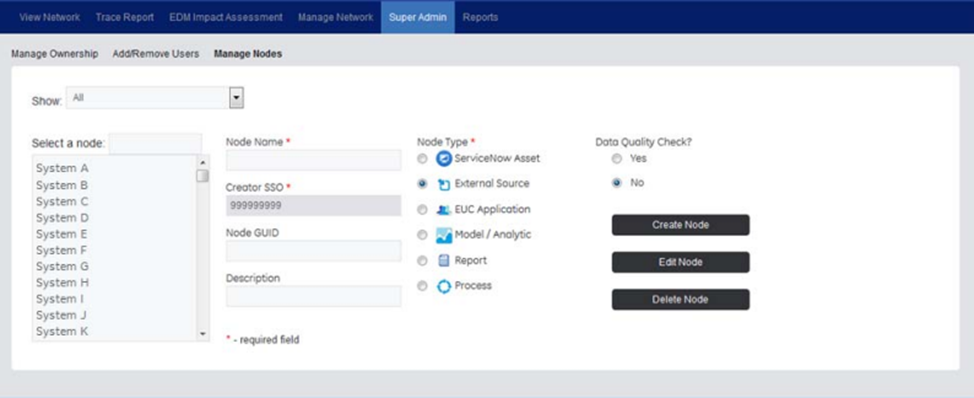 View Network Trace Report EDM Impact Assessment Manage Network Super Admin Reports
Manage Ownership Add/Remove Users Manage Nodes
Show: All
Select a node:
System A
System B
System C
System D
System E
System F
System G
System H
System I
System J
System K
Node Name *
Creator SSO *
999999999
Node GUID
Description
* - required field
Node Type *
ServiceNow Asset
External Source
EUC Application
Model / Analytic
Report
Process
Data Quality Check?
Yes
No
Create Node
Edit Node
Delete Node